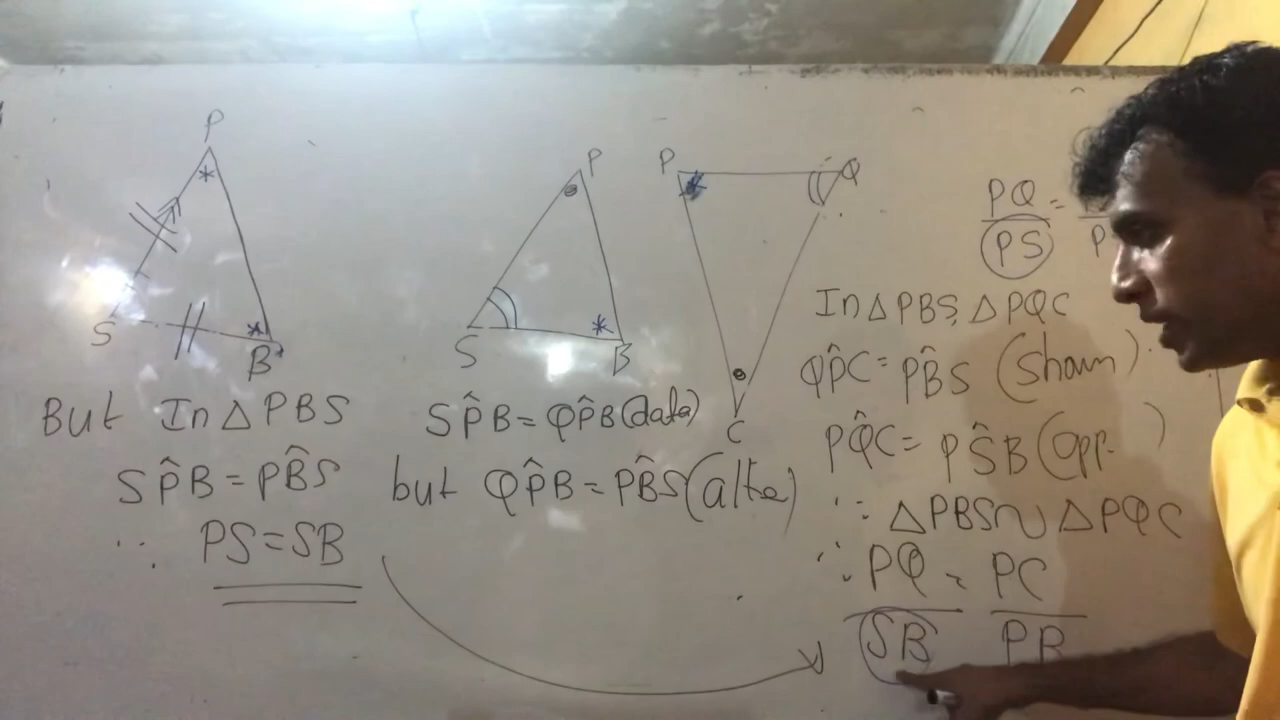 P
S
B
But In △ PBS
SP̂B = PB̂S
∴ PS = SB
P
S
B
P
Q
C
SP̂B = QP̂B (data)
but QP̂B = PB̂S (alte)
PQ =
PS P
In △ PBS, △ PQC
QP̂C = PB̂S (shown)
PQ̂C = PŜB (opp. )
∴ △ PBS ~ △ PQC
∴ PQ = PC
SB PB